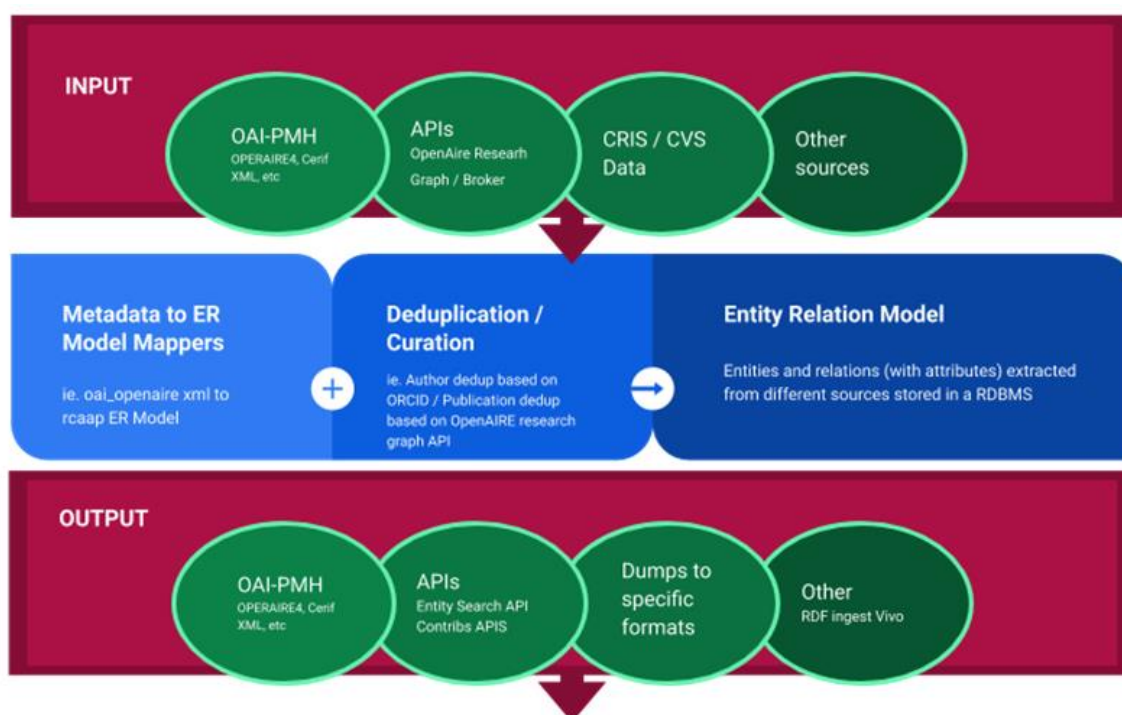 INPUT
OAI-PMH
OPERAIRE4, Cerif
XML, etc
APIs
OpenAire Researh
Graph / Broker
CRIS / CVS
Data
Other
sources
Metadata to ER
Model Mappers
ie. oai_openaire xml to
rcaap ER Model
+
Deduplication /
Curation
ie. Author dedup based on
ORCID / Publication dedup
based on OpenAIRE research
graph API
Entity Relation Model
Entities and relations (with attributes) extracted
from different sources stored in a RDBMS
OUTPUT
OAI-PMH
OPERAIRE4, Cerif
XML, etc
APIs
Entity Search API
Contribs APIS
Dumps to
specific
formats
Other
RDF ingest Vivo